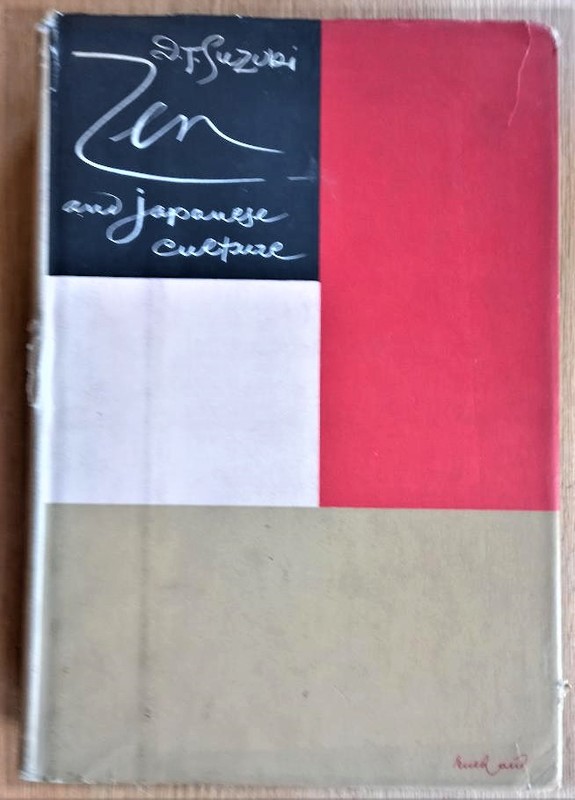 D.T. Suzuki
Zen
and japanese
culture